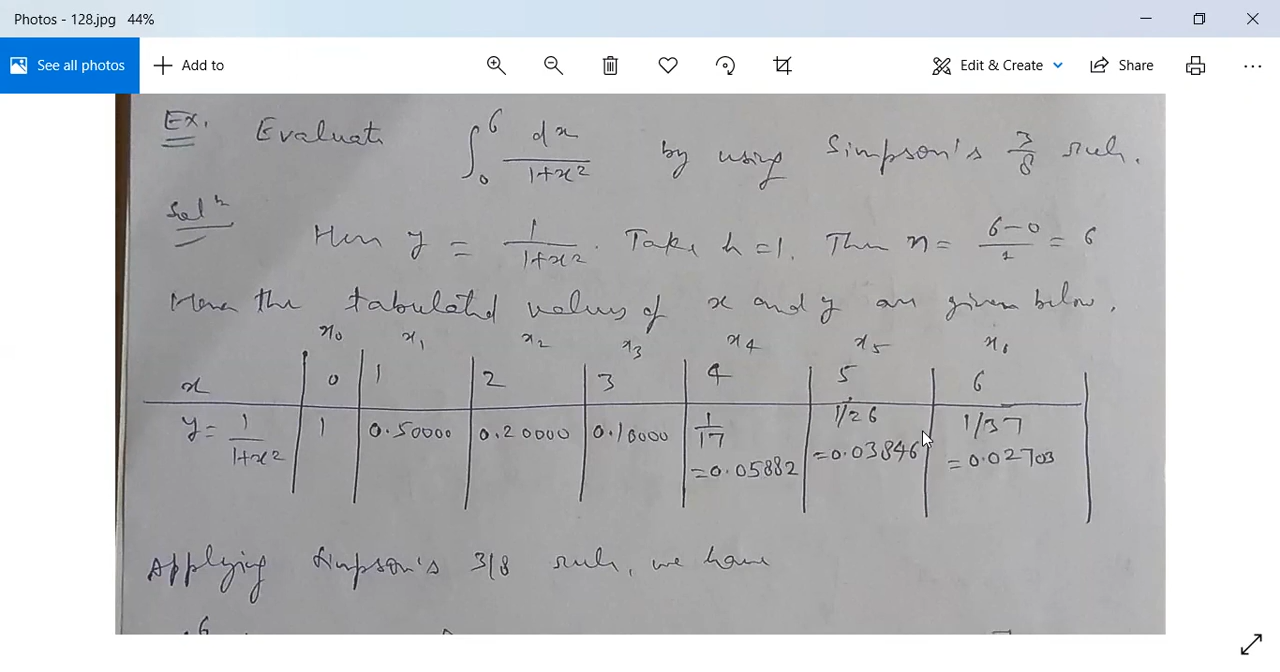 Photos - 128.jpg 44%
See all photos
Add to
Edit & Create
Share
Ex. Evaluate ∫₀⁶ dx/(1+x²) by using Simpson's 3/8 rule.
Solⁿ
Here y = 1/(1+x²). Take h=1. Then n = (6-0)/1 = 6
Hence the tabulated values of x and y are given below.
x₀ x₁ x₂ x₃ x₄ x₅ x₆
x 0 1 2 3 4 5 6
y = 1/(1+x²) 1 0.50000 0.20000 0.10000 1/17 =0.05882 1/26 =0.03846 1/37 =0.02703
Applying Simpson's 3/8 rule, we have